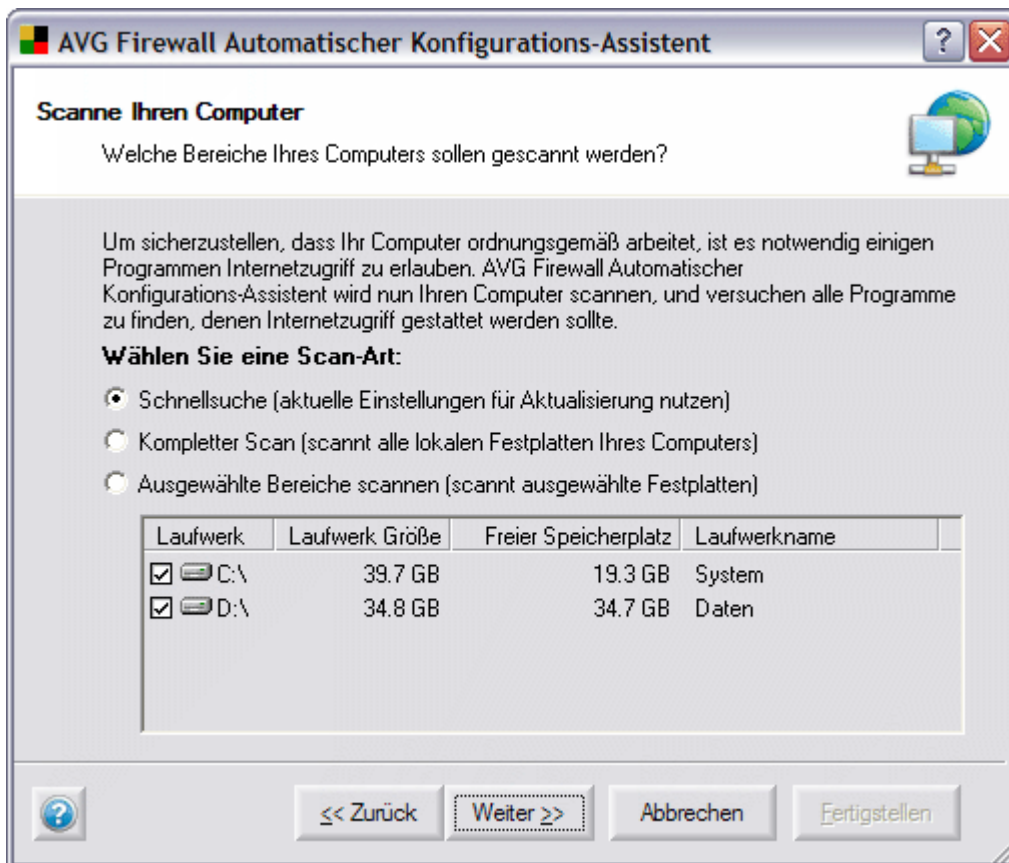 AVG Firewall Automatischer Konfigurations-Assistent
Scanne Ihren Computer
Welche Bereiche Ihres Computers sollen gescannt werden?
Um sicherzustellen, dass Ihr Computer ordnungsgemäß arbeitet, ist es notwendig einigen
Programmen Internetzugriff zu erlauben. AVG Firewall Automatischer
Konfigurations-Assistent wird nun Ihren Computer scannen, und versuchen alle Programme
zu finden, denen Internetzugriff gestattet werden sollte.
Wählen Sie eine Scan-Art:
Schnellsuche (aktuelle Einstellungen für Aktualisierung nutzen)
Kompletter Scan (scannt alle lokalen Festplatten Ihres Computers)
Ausgewählte Bereiche scannen (scannt ausgewählte Festplatten)
Laufwerk Laufwerk Größe Freier Speicherplatz Laufwerkname
C:\ 39.7 GB 19.3 GB System
D:\ 34.8 GB 34.7 GB Daten
? << Zurück Weiter >> Abbrechen Fertigstellen